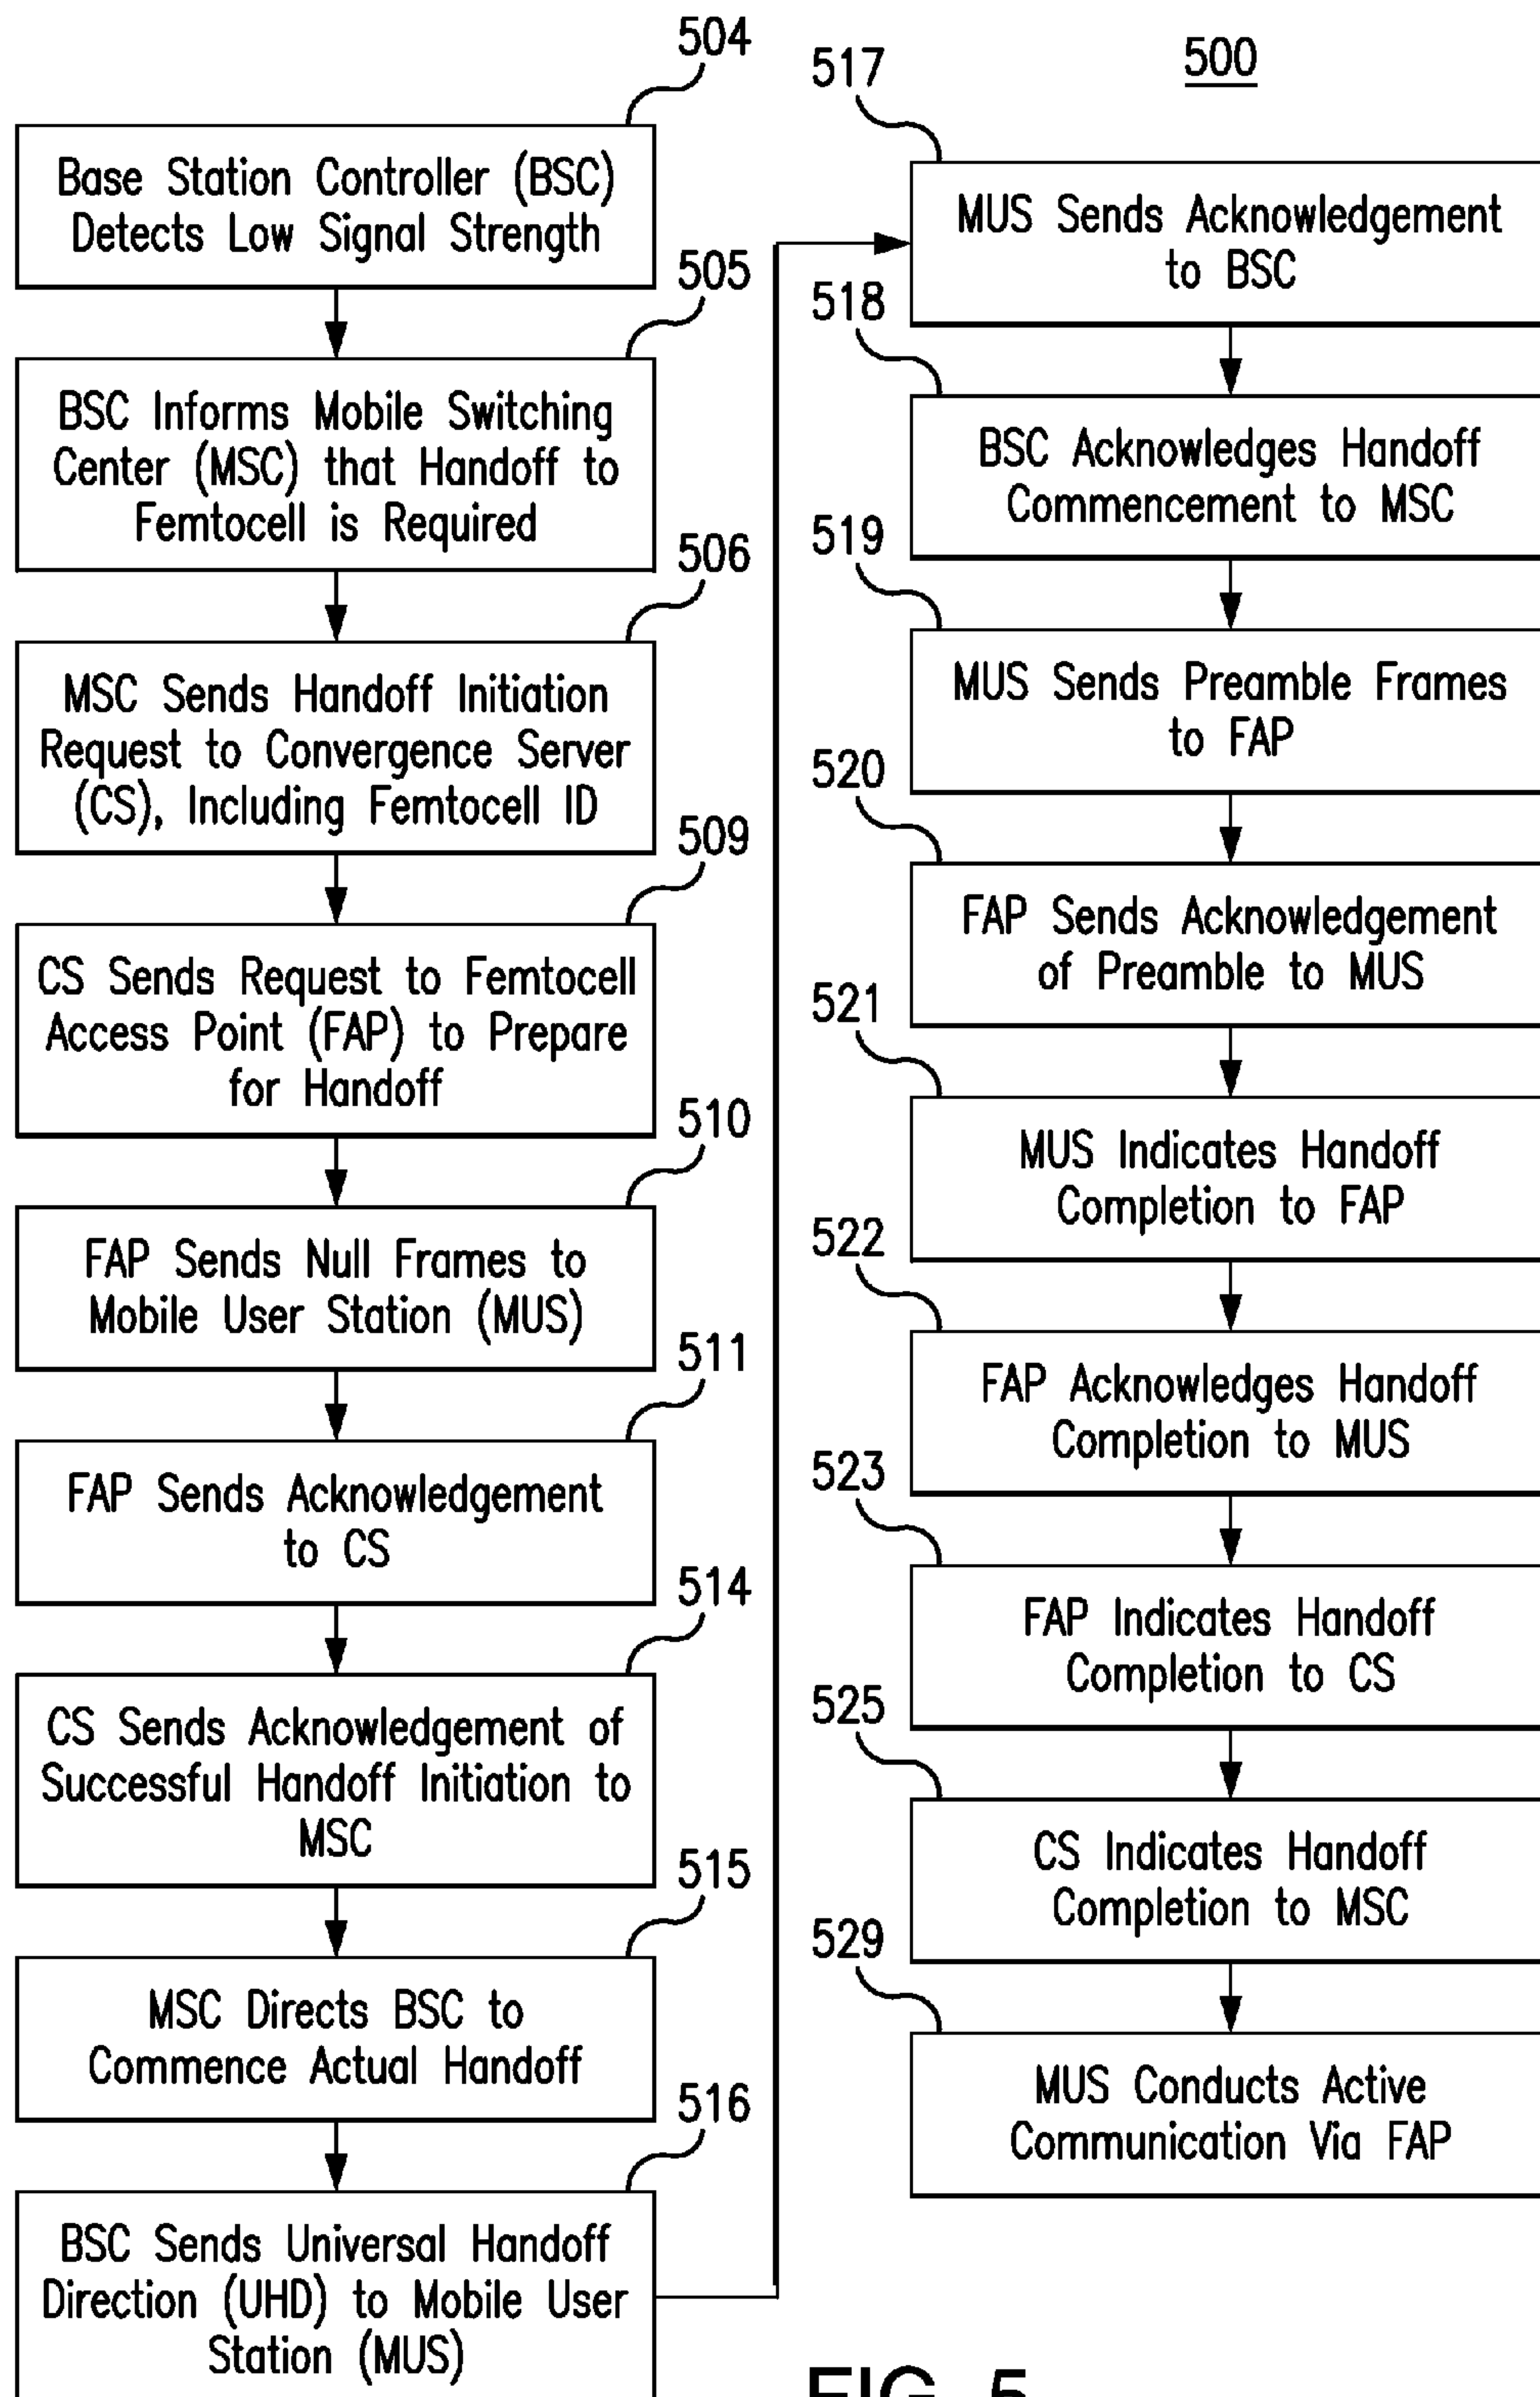 504
Base Station Controller (BSC)
Detects Low Signal Strength
505
BSC Informs Mobile Switching
Center (MSC) that Handoff to
Femtocell is Required
506
MSC Sends Handoff Initiation
Request to Convergence Server
(CS), Including Femtocell ID
509
CS Sends Request to Femtocell
Access Point (FAP) to Prepare
for Handoff
510
FAP Sends Null Frames to
Mobile User Station (MUS)
511
FAP Sends Acknowledgement
to CS
514
CS Sends Acknowledgement of
Successful Handoff Initiation to
MSC
515
MSC Directs BSC to
Commence Actual Handoff
516
BSC Sends Universal Handoff
Direction (UHD) to Mobile User
Station (MUS)
500
517
MUS Sends Acknowledgement
to BSC
518
BSC Acknowledges Handoff
Commencement to MSC
519
MUS Sends Preamble Frames
to FAP
520
FAP Sends Acknowledgement
of Preamble to MUS
521
MUS Indicates Handoff
Completion to FAP
522
FAP Acknowledges Handoff
Completion to MUS
523
FAP Indicates Handoff
Completion to CS
525
CS Indicates Handoff
Completion to MSC
529
MUS Conducts Active
Communication Via FAP
FIG. 5